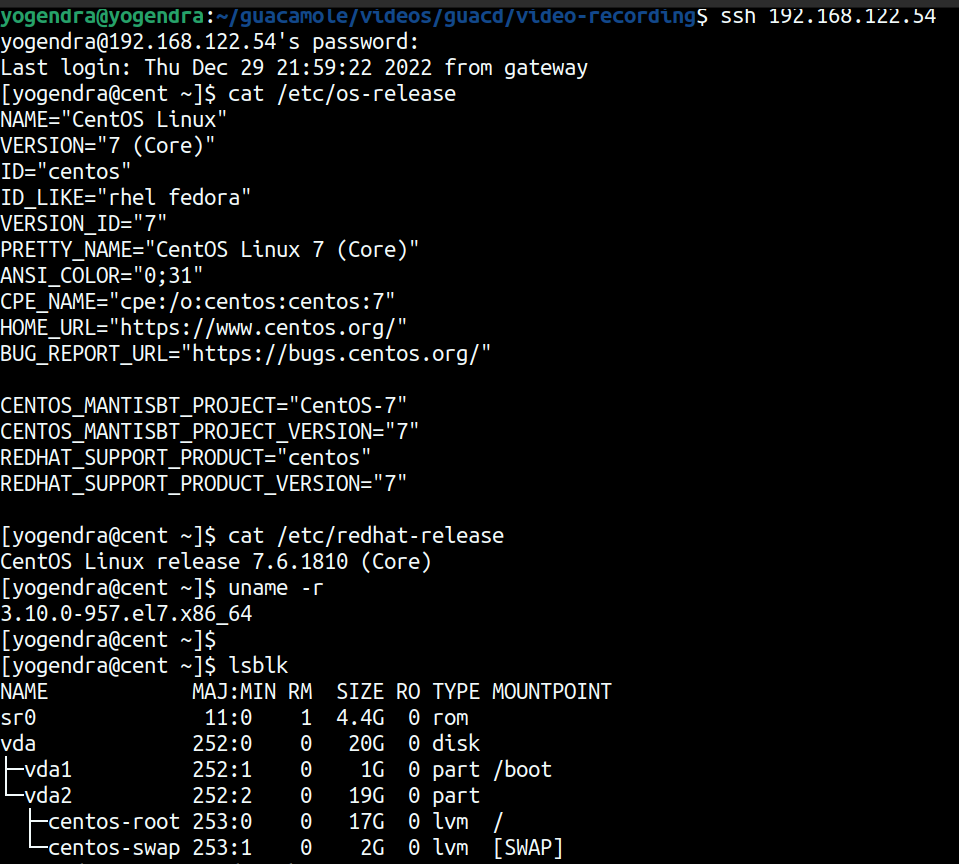 yogendra@yogendra:~/guacamole/videos/guacd/video-recording$ ssh 192.168.122.54
yogendra@192.168.122.54's password:
Last login: Thu Dec 29 21:59:22 2022 from gateway
[yogendra@cent ~]$ cat /etc/os-release
NAME="CentOS Linux"
VERSION="7 (Core)"
ID="centos"
ID_LIKE="rhel fedora"
VERSION_ID="7"
PRETTY_NAME="CentOS Linux 7 (Core)"
ANSI_COLOR="0;31"
CPE_NAME="cpe:/o:centos:centos:7"
HOME_URL="https://www.centos.org/"
BUG_REPORT_URL="https://bugs.centos.org/"

CENTOS_MANTISBT_PROJECT="CentOS-7"
CENTOS_MANTISBT_PROJECT_VERSION="7"
REDHAT_SUPPORT_PRODUCT="centos"
REDHAT_SUPPORT_PRODUCT_VERSION="7"

[yogendra@cent ~]$ cat /etc/redhat-release
CentOS Linux release 7.6.1810 (Core)
[yogendra@cent ~]$ uname -r
3.10.0-957.el7.x86_64
[yogendra@cent ~]$
[yogendra@cent ~]$ lsblk
NAME            MAJ:MIN RM  SIZE RO TYPE MOUNTPOINT
sr0              11:0    1  4.4G  0 rom
vda             252:0    0   20G  0 disk
├─vda1          252:1    0    1G  0 part /boot
└─vda2          252:2    0   19G  0 part
  ├─centos-root 253:0    0   17G  0 lvm  /
  └─centos-swap 253:1    0    2G  0 lvm  [SWAP]